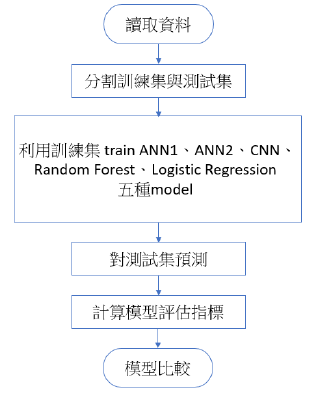 讀取資料
分割訓練集與測試集
利用訓練集 train ANN1、ANN2、CNN、
Random Forest、Logistic Regression
五種model
對測試集預測
計算模型評估指標
模型比較